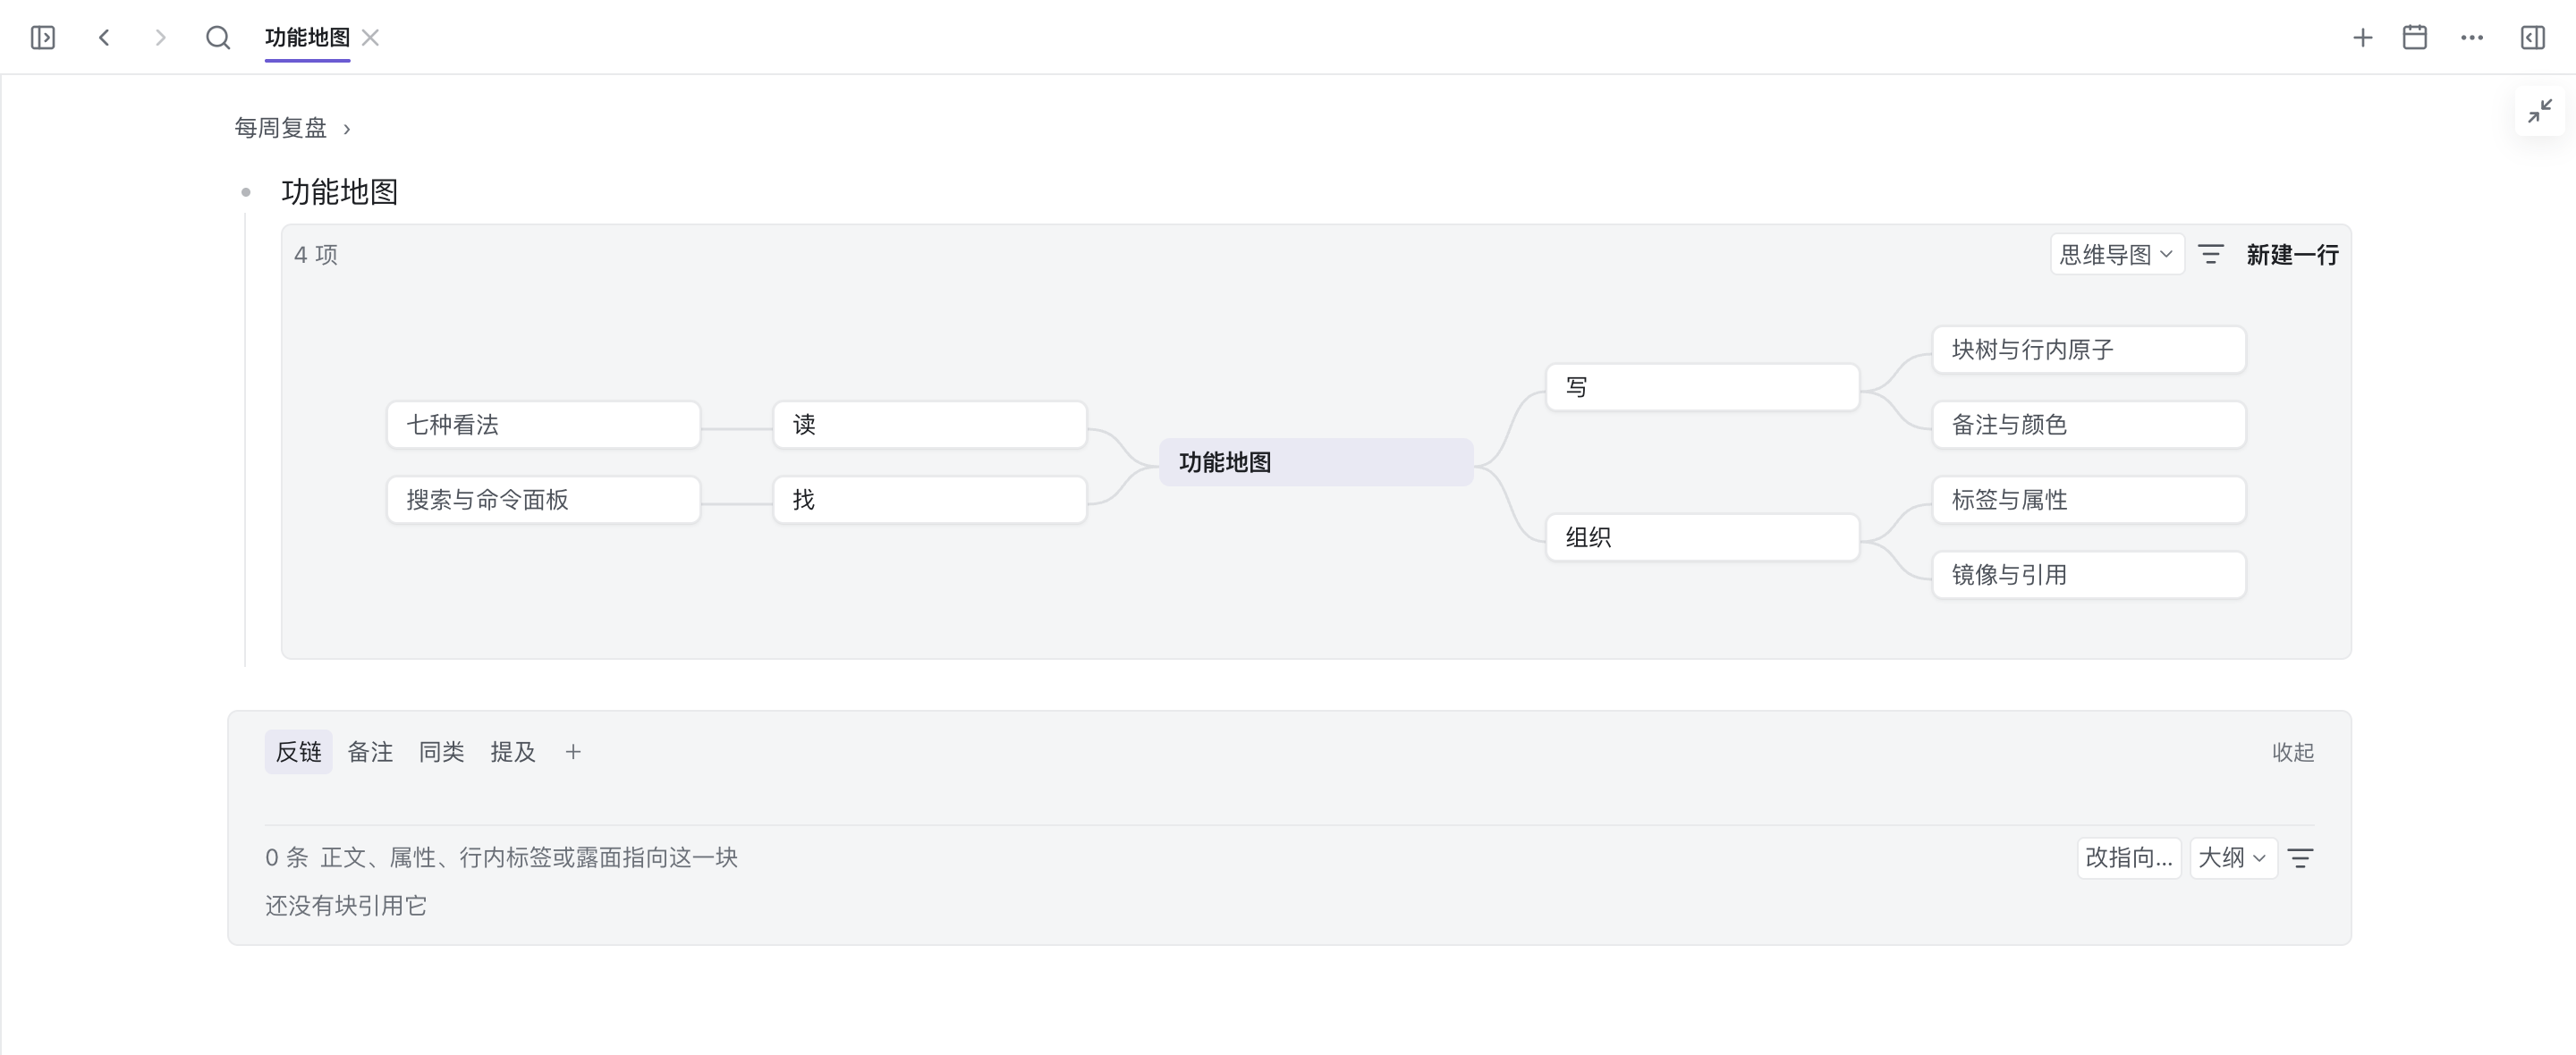 功能地图
每周复盘 ›
功能地图
4 项
思维导图
新建一行
块树与行内原子
写
七种看法
读
备注与颜色
功能地图
搜索与命令面板
找
标签与属性
组织
镜像与引用
反链 备注 同类 提及 +
收起
0 条 正文、属性、行内标签或露面指向这一块
改指向...
大纲
还没有块引用它